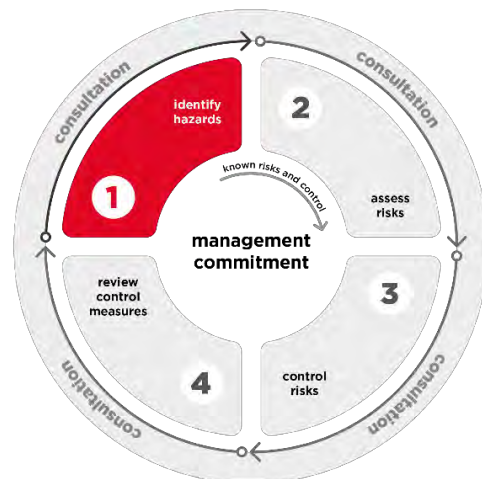 consultation
consultation
identify
hazards
1
2
assess
risks
known risks and control
management
commitment
review
control
measures
4
3
control
risks
consultation
consultation